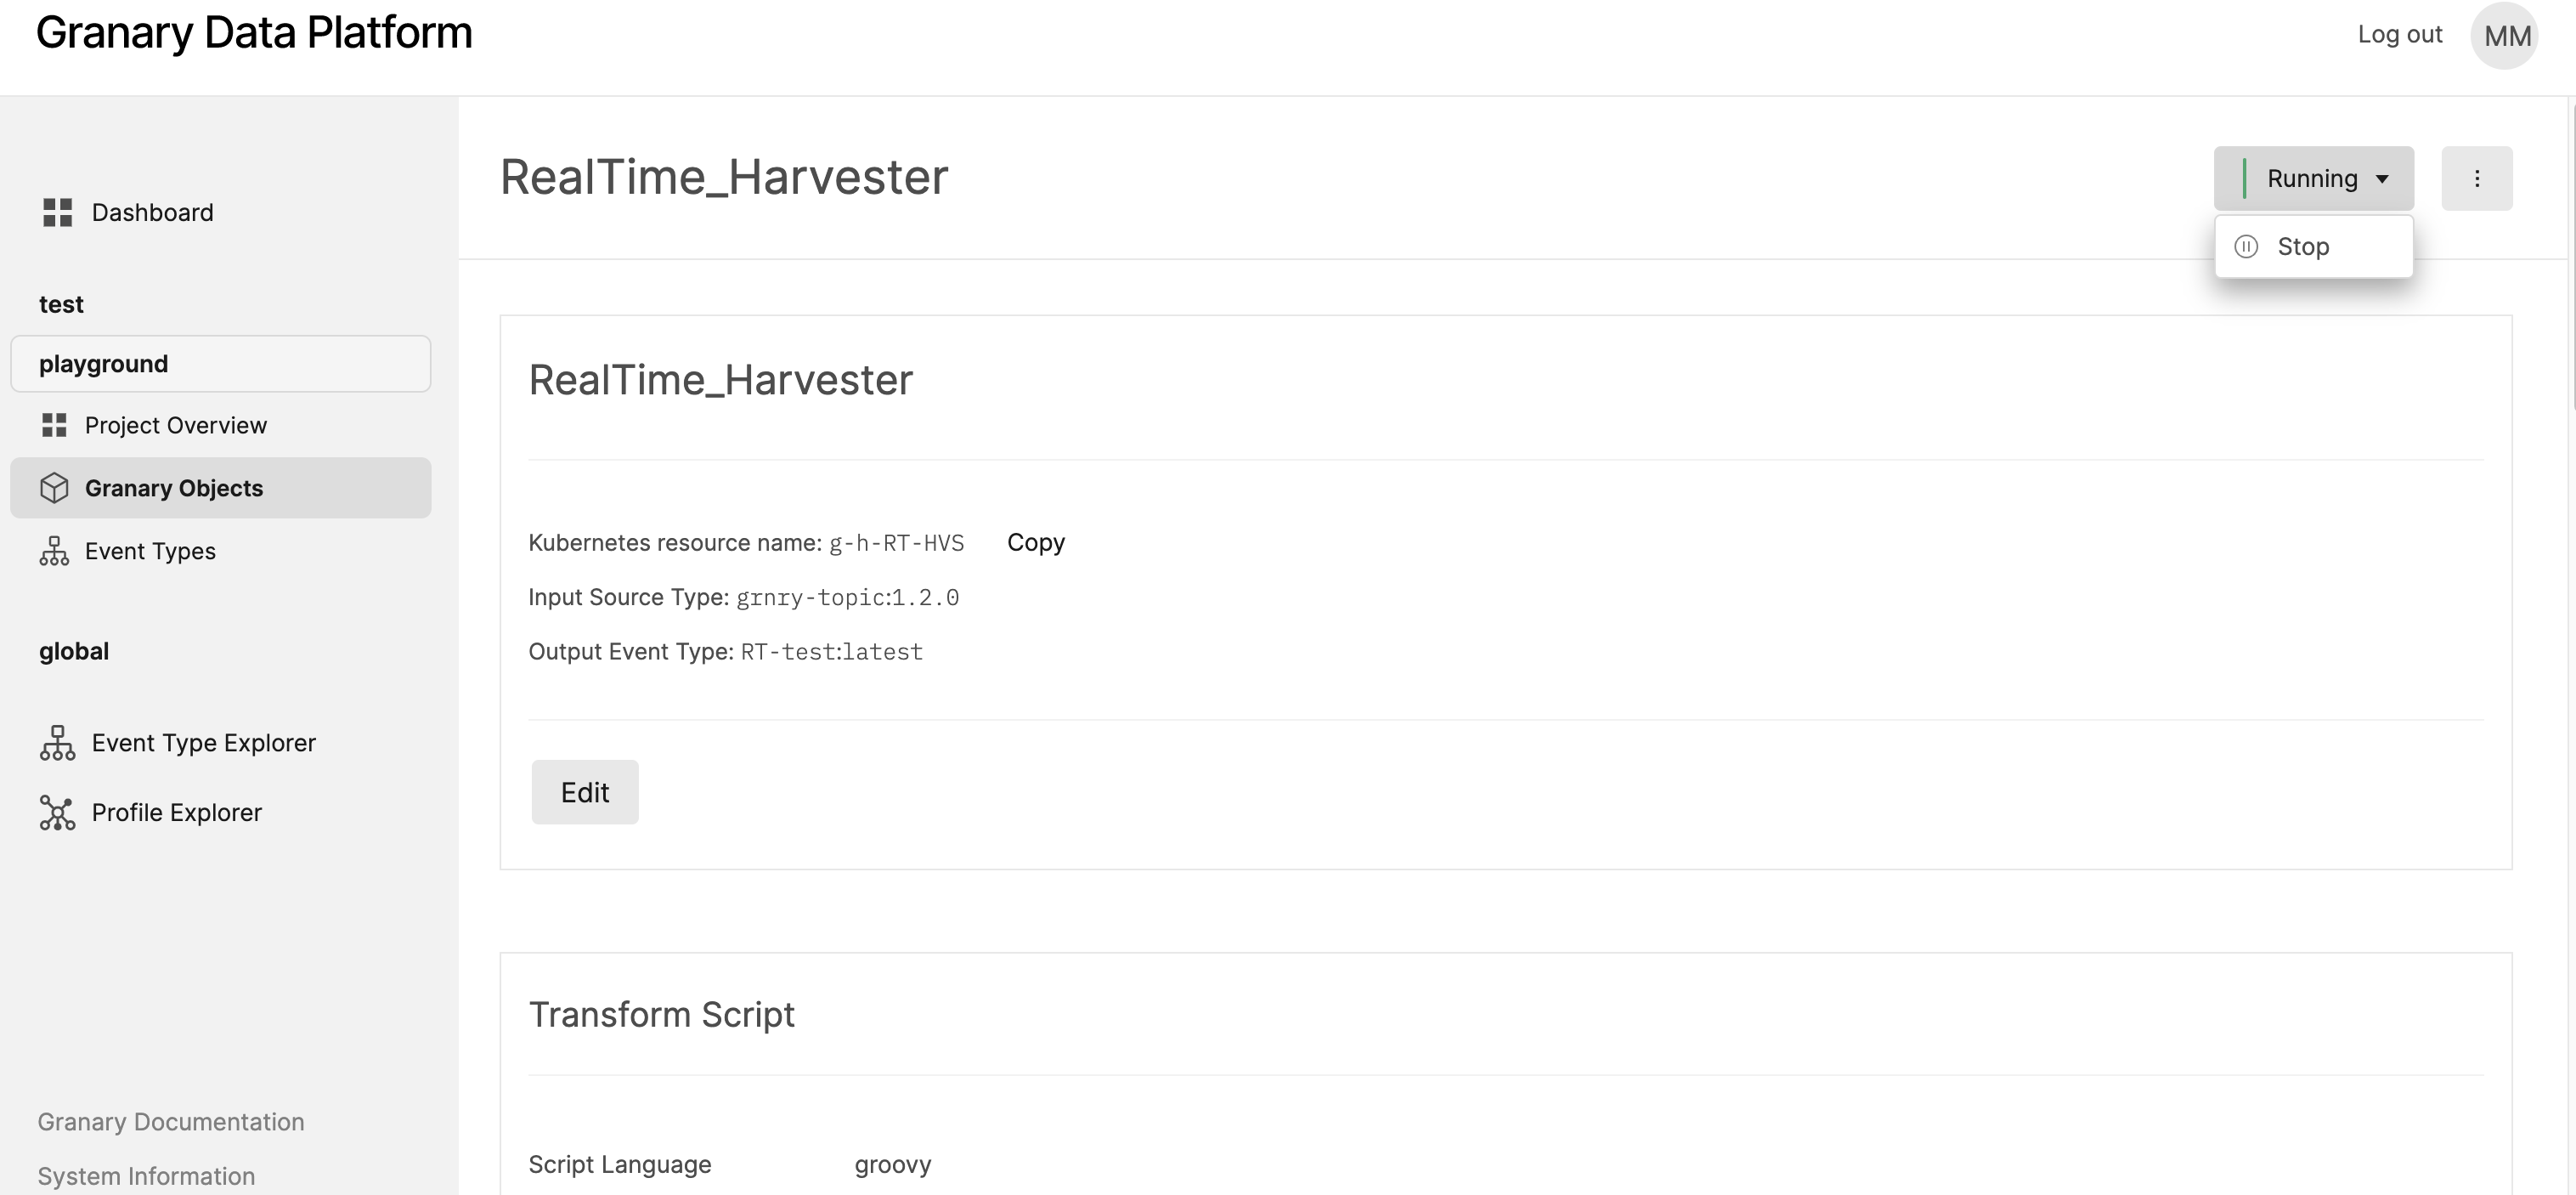 Granary Data Platform
Log out
MM
Dashboard
test
playground
Project Overview
Granary Objects
Event Types
global
Event Type Explorer
Profile Explorer
Granary Documentation
System Information
RealTime_Harvester
Running
Stop
RealTime_Harvester
Kubernetes resource name: g-h-RT-HVS Copy
Input Source Type: grnry-topic:1.2.0
Output Event Type: RT-test:latest
Edit
Transform Script
Script Language groovy